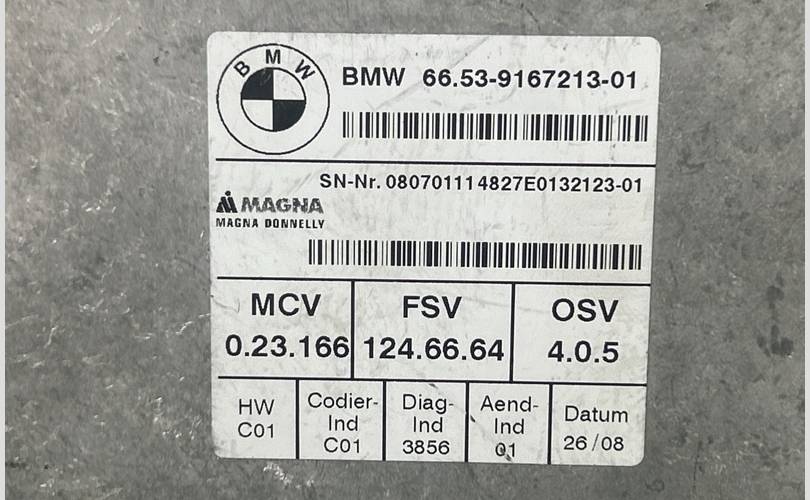 BMW
BMW 66.53-9167213-01
SN-Nr. 080701114827E0132123-01
MAGNA
MAGNA DONNELLY
MCV
0.23.166
FSV
124.66.64
OSV
4.0.5
HW
C01
Codier-
Ind
C01
Diag-
Ind
3856
Aend-
Ind
01
Datum
26/08